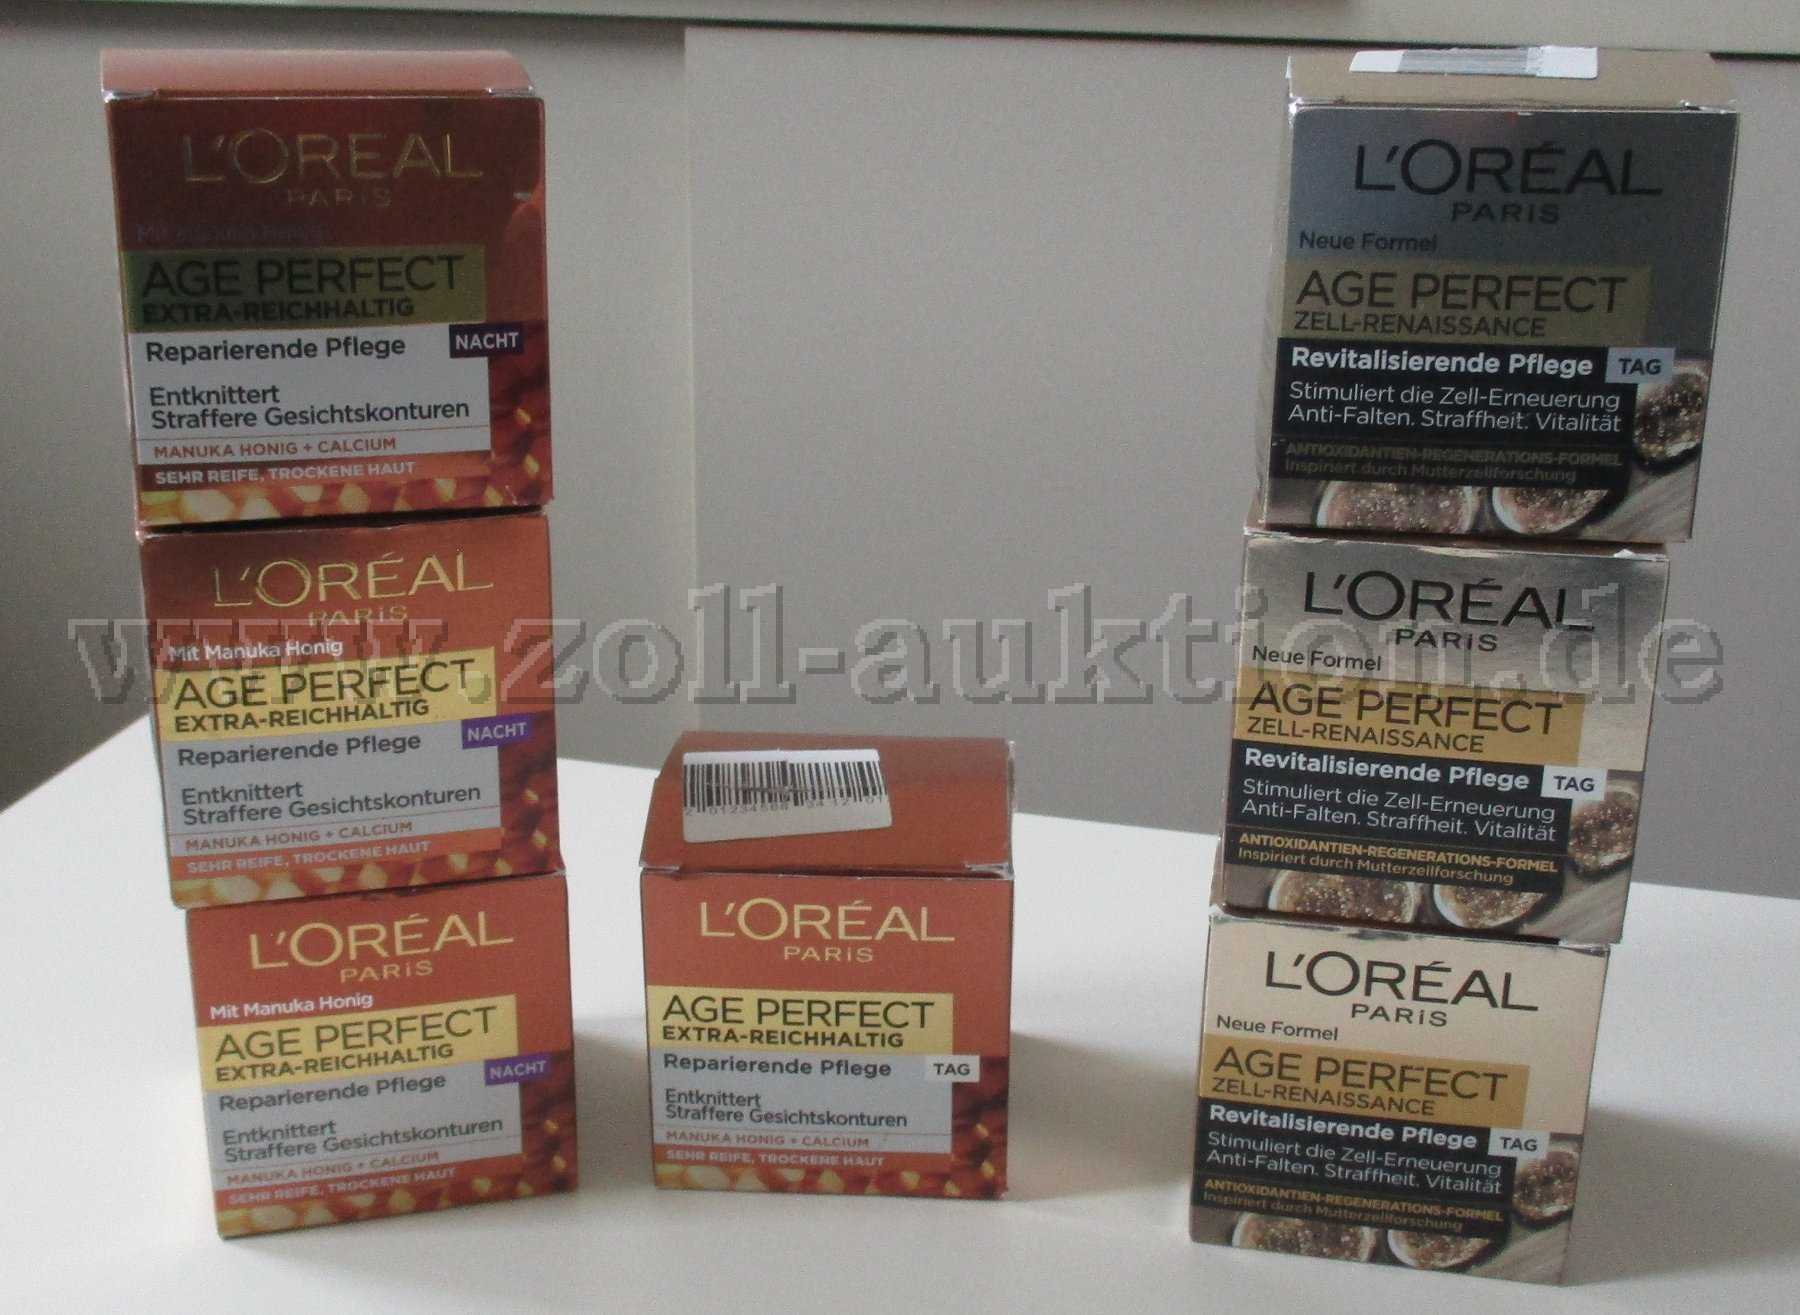 L'ORÉAL
PARIS
AGE PERFECT
EXTRA-REICHHALTIG
Reparierende Pflege NACHT
Entknittert
Straffere Gesichtskonturen
MANUKA HONIG + CALCIUM
SEHR REIFE, TROCKENE HAUT
L'ORÉAL
PARIS
Mit Manuka Honig
AGE PERFECT
EXTRA-REICHHALTIG
Reparierende Pflege NACHT
Entknittert
Straffere Gesichtskonturen
MANUKA HONIG + CALCIUM
SEHR REIFE, TROCKENE HAUT
L'ORÉAL
PARIS
Mit Manuka Honig
AGE PERFECT
EXTRA-REICHHALTIG
Reparierende Pflege NACHT
Entknittert
Straffere Gesichtskonturen
MANUKA HONIG + CALCIUM
SEHR REIFE, TROCKENE HAUT
L'ORÉAL
PARIS
AGE PERFECT
EXTRA-REICHHALTIG
Reparierende Pflege TAG
Entknittert
Straffere Gesichtskonturen
MANUKA HONIG + CALCIUM
SEHR REIFE, TROCKENE HAUT
L'ORÉAL
PARIS
Neue Formel
AGE PERFECT
ZELL-RENAISSANCE
Revitalisierende Pflege TAG
Stimuliert die Zell-Erneuerung
Anti-Falten. Straffheit. Vitalität
ANTIOXIDANTIEN-REGENERATIONS-FORMEL
Inspiriert durch Mutterzellforschung
L'ORÉAL
PARIS
Neue Formel
AGE PERFECT
ZELL-RENAISSANCE
Revitalisierende Pflege TAG
Stimuliert die Zell-Erneuerung
Anti-Falten. Straffheit. Vitalität
ANTIOXIDANTIEN-REGENERATIONS-FORMEL
Inspiriert durch Mutterzellforschung
L'ORÉAL
PARIS
Neue Formel
AGE PERFECT
ZELL-RENAISSANCE
Revitalisierende Pflege TAG
Stimuliert die Zell-Erneuerung
Anti-Falten. Straffheit. Vitalität
ANTIOXIDANTIEN-REGENERATIONS-FORMEL
Inspiriert durch Mutterzellforschung
www.zoll-auktion.de